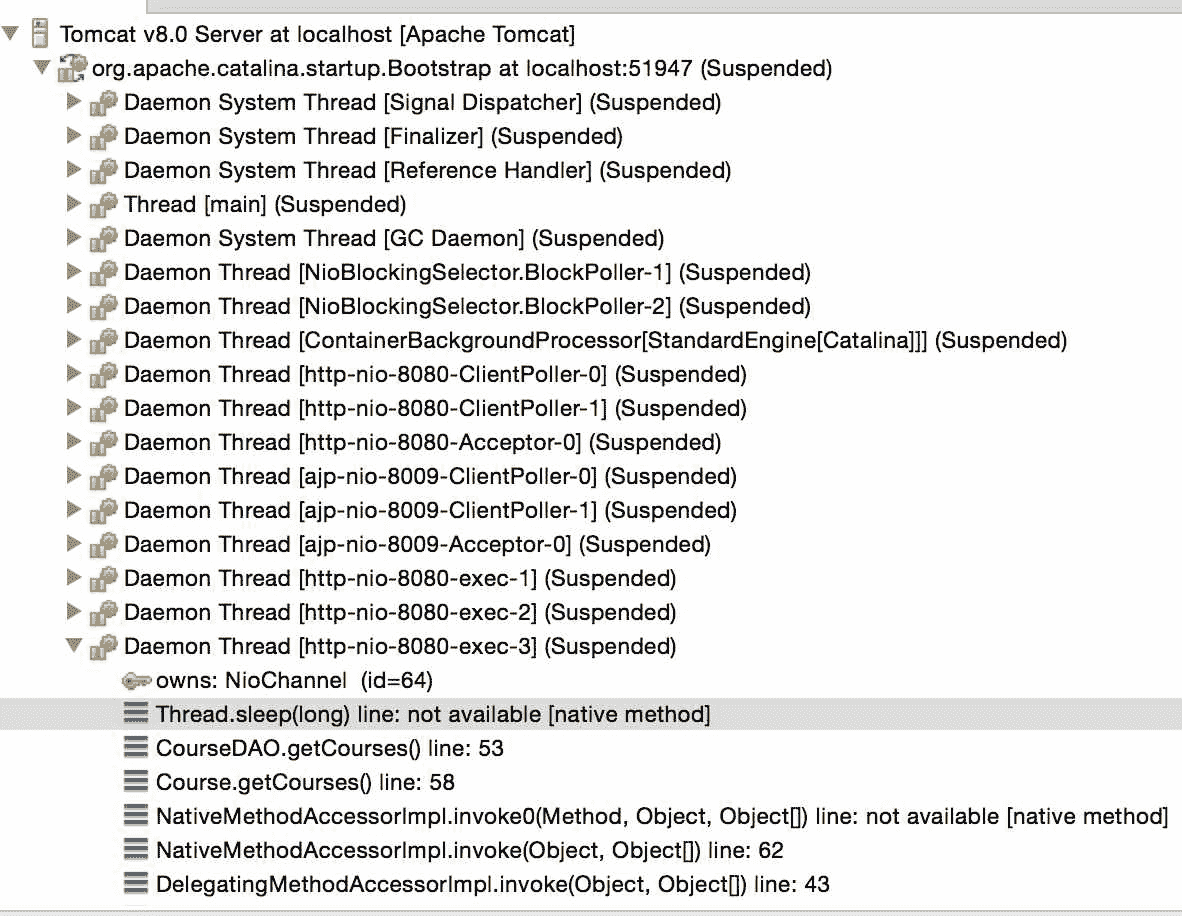 Tomcat v8.0 Server at localhost [Apache Tomcat]
org.apache.catalina.startup.Bootstrap at localhost:51947 (Suspended)
Daemon System Thread [Signal Dispatcher] (Suspended)
Daemon System Thread [Finalizer] (Suspended)
Daemon System Thread [Reference Handler] (Suspended)
Thread [main] (Suspended)
Daemon System Thread [GC Daemon] (Suspended)
Daemon Thread [NioBlockingSelector.BlockPoller-1] (Suspended)
Daemon Thread [NioBlockingSelector.BlockPoller-2] (Suspended)
Daemon Thread [ContainerBackgroundProcessor[StandardEngine[Catalina]]] (Suspended)
Daemon Thread [http-nio-8080-ClientPoller-0] (Suspended)
Daemon Thread [http-nio-8080-ClientPoller-1] (Suspended)
Daemon Thread [http-nio-8080-Acceptor-0] (Suspended)
Daemon Thread [ajp-nio-8009-ClientPoller-0] (Suspended)
Daemon Thread [ajp-nio-8009-ClientPoller-1] (Suspended)
Daemon Thread [ajp-nio-8009-Acceptor-0] (Suspended)
Daemon Thread [http-nio-8080-exec-1] (Suspended)
Daemon Thread [http-nio-8080-exec-2] (Suspended)
Daemon Thread [http-nio-8080-exec-3] (Suspended)
owns: NioChannel (id=64)
Thread.sleep(long) line: not available [native method]
CourseDAO.getCourses() line: 53
Course.getCourses() line: 58
NativeMethodAccessorImpl.invoke0(Method, Object, Object[]) line: not available [native method]
NativeMethodAccessorImpl.invoke(Object, Object[]) line: 62
DelegatingMethodAccessorImpl.invoke(Object, Object[]) line: 43